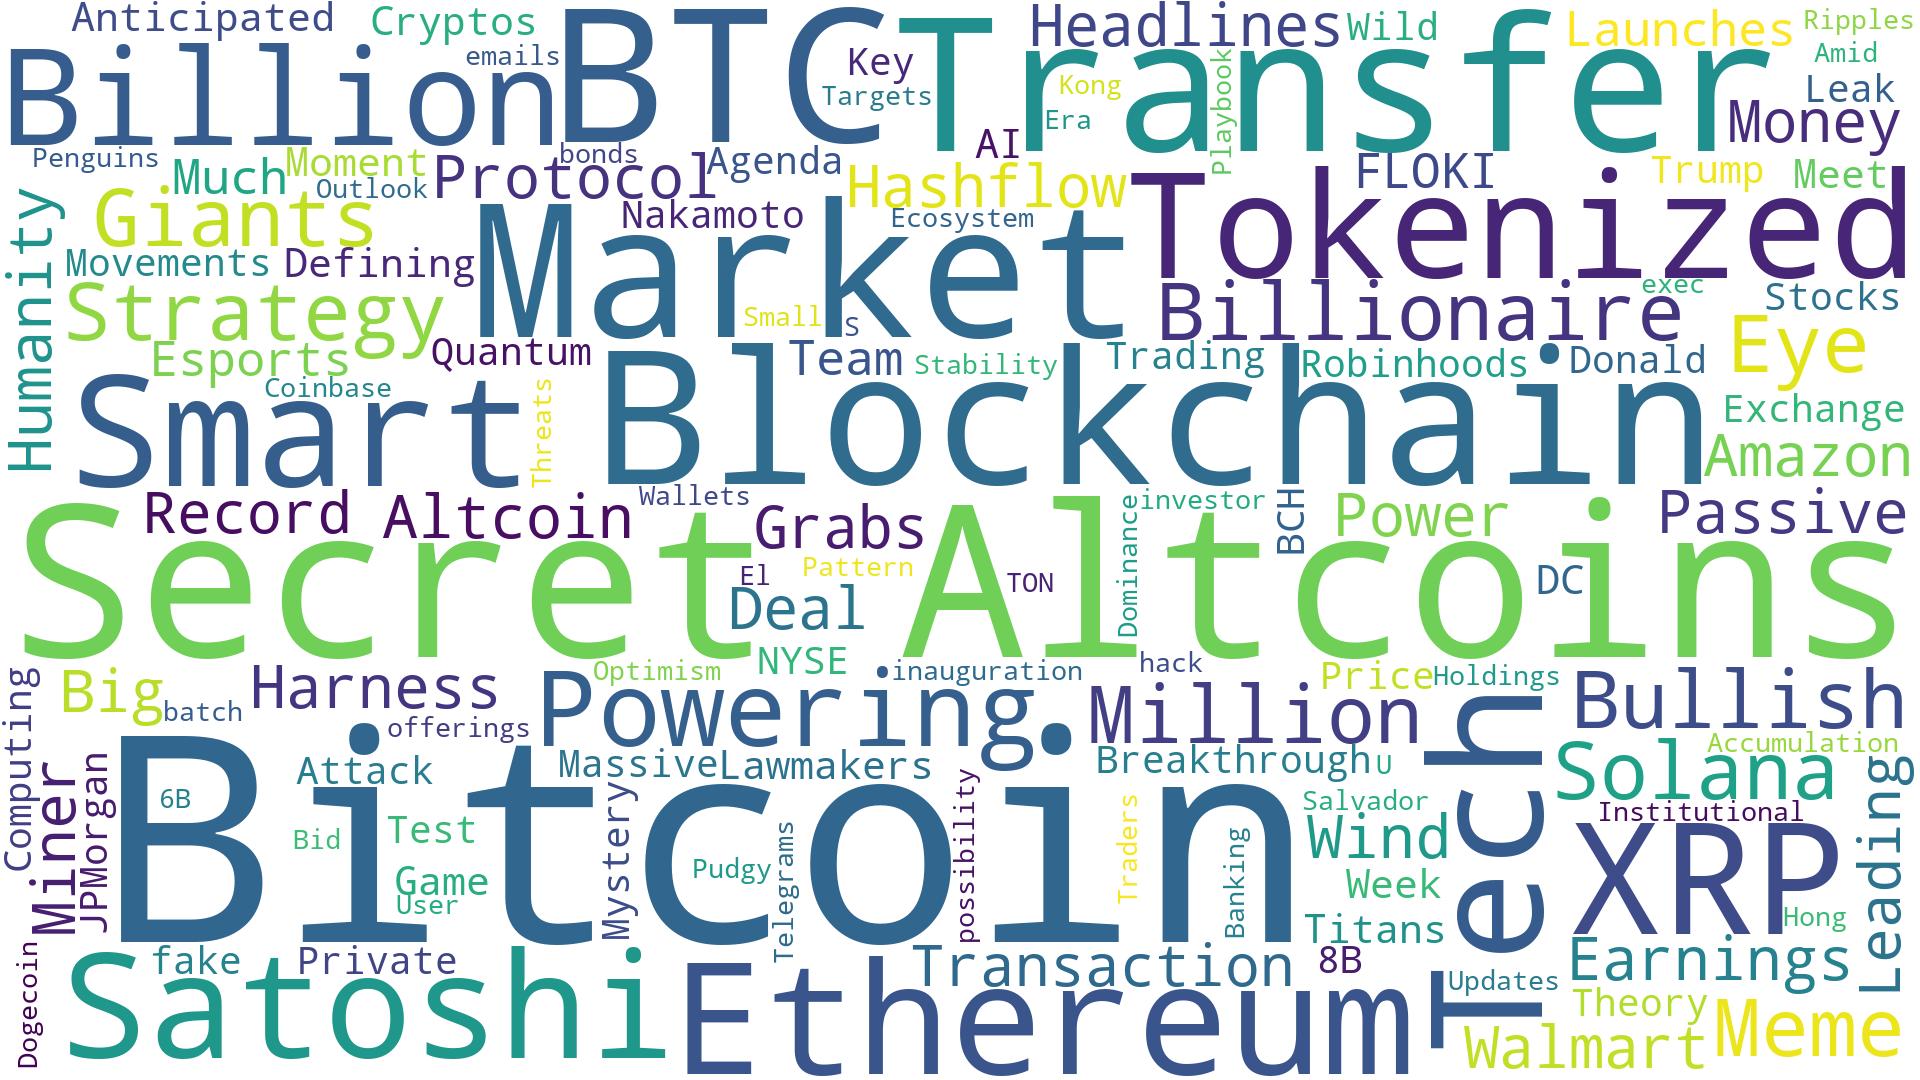 Anticipated
Cryptos
BTC
Transfer
Headlines
Wild
Launches
Ripples
Billion
emails
Key
Targets
Kong
Era
Playbook
Amid
Leak
Money
Penguins
Much
Moment
Outlook
bonds
Protocol
Agenda
AI
Hashflow
FLOKI
Trump
Meet
Humanity
Giants
Nakamoto
Ecosystem
Tokenized
Market
Movements
Defining
Strategy
Small
s
Billionaire
exec
Stocks
Eye
Esports
Quantum
Team
Stability
Trading
Robinhoods
Donald
Coinbase
Smart
Threats
Blockchain
Exchange
Amazon
Record
Altcoin
Wallets
Grabs
Dominance
investor
BCH
Power
Passive
Secret
Altcoins
El
Pattern
TON
Deal
DC
NYSE
Computing
Big
batch
Harness
offerings
Optimism
Powering
inauguration
hack
Million
Price
Holdings
Tech
Bullish
Accumulation
Solana
Miner
JPMorgan
Bitcoin
Attack
Massive
Lawmakers
Breakthrough
U
6B
Bid
Test
Game
User
Mystery
Pudgy
Telegrams
possibility
Traders
Banking
Salvador
Wind
Week
Titans
Institutional
XRP
Hong
Leading
Dogecoin
fake
Private
Satoshi
Ethereum
Transaction
8B
Updates
Earnings
Theory
Walmart
Meme